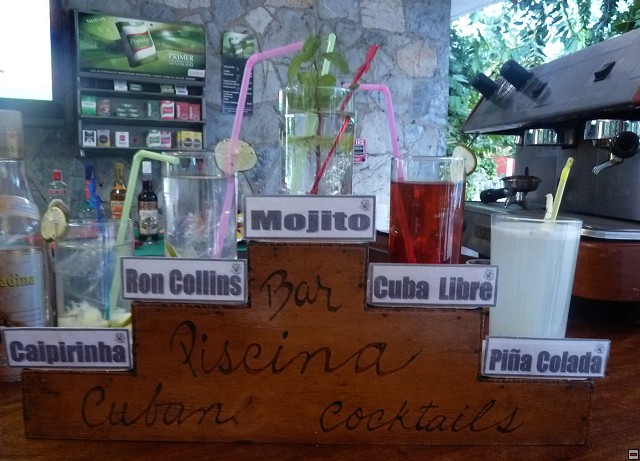 PRIMER
Mojito
Ron Collins
Cuba Libre
Caipirinha
Piña Colada
Bar
Piscina
Cuban Cocktails